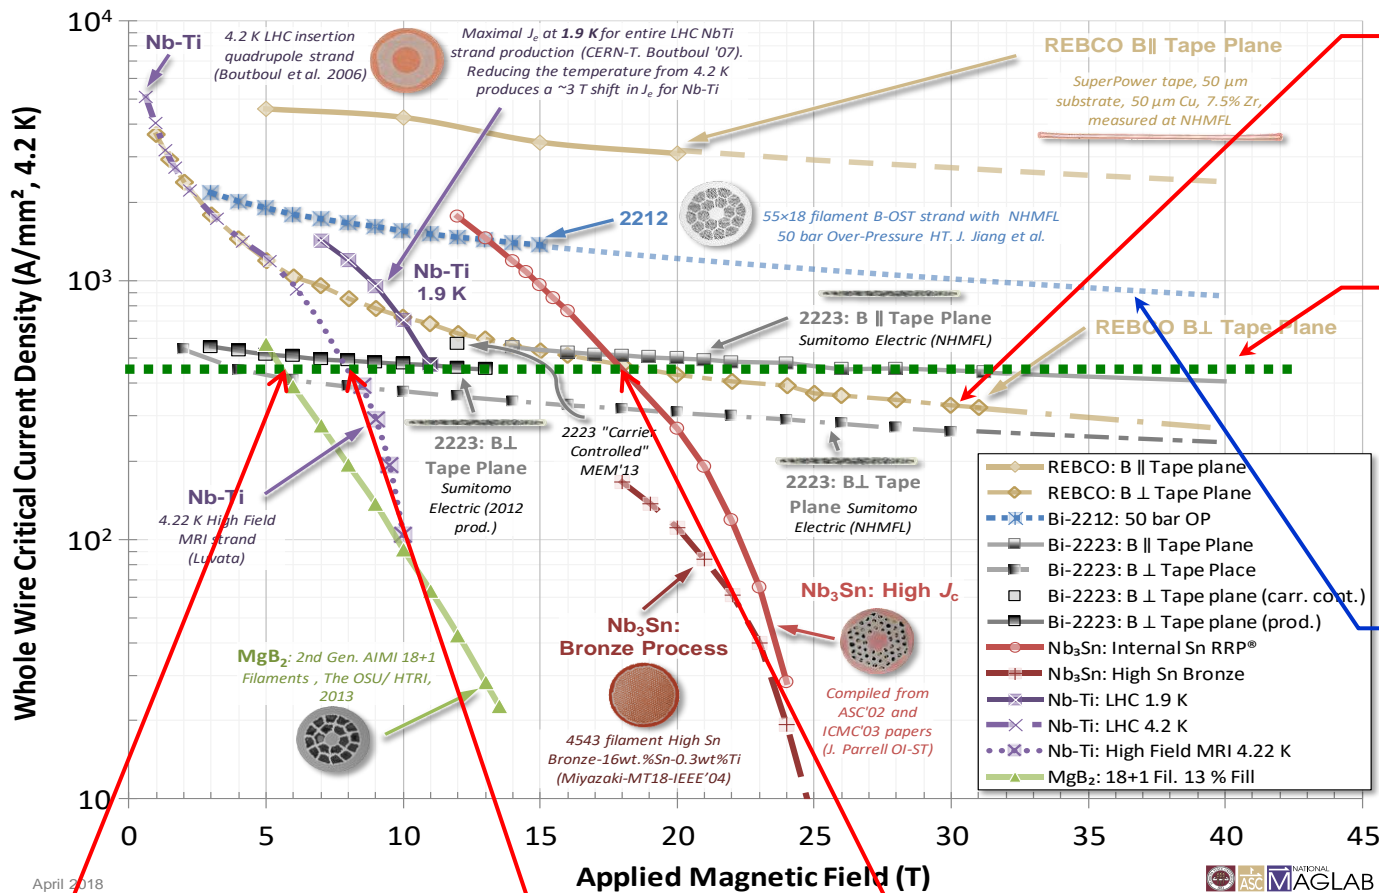 10⁴
10³
10²
10
Whole Wire Critical Current Density (A/mm², 4.2 K)
0
5
10
15
20
25
30
35
40
45
Applied Magnetic Field (T)
April 2018
Nb-Ti
4.2 K LHC insertion
quadrupole strand
(Boutboul et al. 2006)
Maximal Jₑ at 1.9 K for entire LHC NbTi
strand production (CERN-T. Boutboul '07).
Reducing the temperature from 4.2 K
produces a ~3 T shift in Jₑ for Nb-Ti
REBCO B∥ Tape Plane
SuperPower tape, 50 μm
substrate, 50 μm Cu, 7.5% Zr,
measured at NHMFL
2212
55×18 filament B-OST strand with NHMFL
50 bar Over-Pressure HT. J. Jiang et al.
Nb-Ti
1.9 K
2223: B ∥ Tape Plane
Sumitomo Electric (NHMFL)
REBCO B⊥ Tape Plane
2223: B⊥
Tape Plane
Sumitomo
Electric (2012
prod.)
2223 "Carrier
Controlled"
MEM'13
2223: B⊥ Tape
Plane Sumitomo
Electric (NHMFL)
Nb-Ti
4.22 K High Field
MRI strand
(Luvata)
MgB₂: 2nd Gen. AIMI 18+1
Filaments , The OSU/ HTRI,
2013
Nb₃Sn:
Bronze Process
4543 filament High Sn
Bronze-16wt.%Sn-0.3wt%Ti
(Miyazaki-MT18-IEEE'04)
Nb₃Sn: High Jc
Compiled from
ASC'02 and
ICMC'03 papers
(J. Parrell OI-ST)
REBCO: B ∥ Tape plane
REBCO: B ⊥ Tape Plane
Bi-2212: 50 bar OP
Bi-2223: B ∥ Tape Plane
Bi-2223: B ⊥ Tape Place
Bi-2223: B ⊥ Tape plane (carr. cont.)
Bi-2223: B ⊥ Tape plane (prod.)
Nb₃Sn: Internal Sn RRP®
Nb₃Sn: High Sn Bronze
Nb-Ti: LHC 1.9 K
Nb-Ti: LHC 4.2 K
Nb-Ti: High Field MRI 4.22 K
MgB₂: 18+1 Fil. 13 % Fill
ASC
NATIONAL
MAGLAB